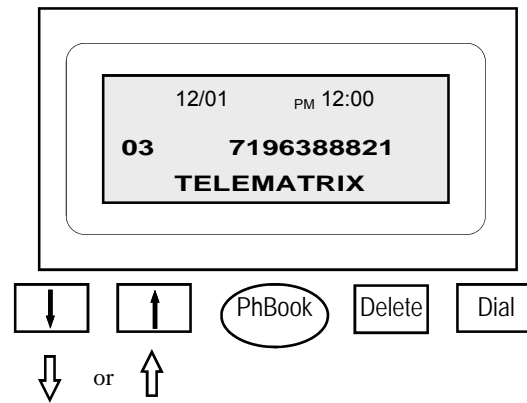 12/01 PM 12:00
03 7196388821
TELEMATRIX
PhBook Delete Dial
or